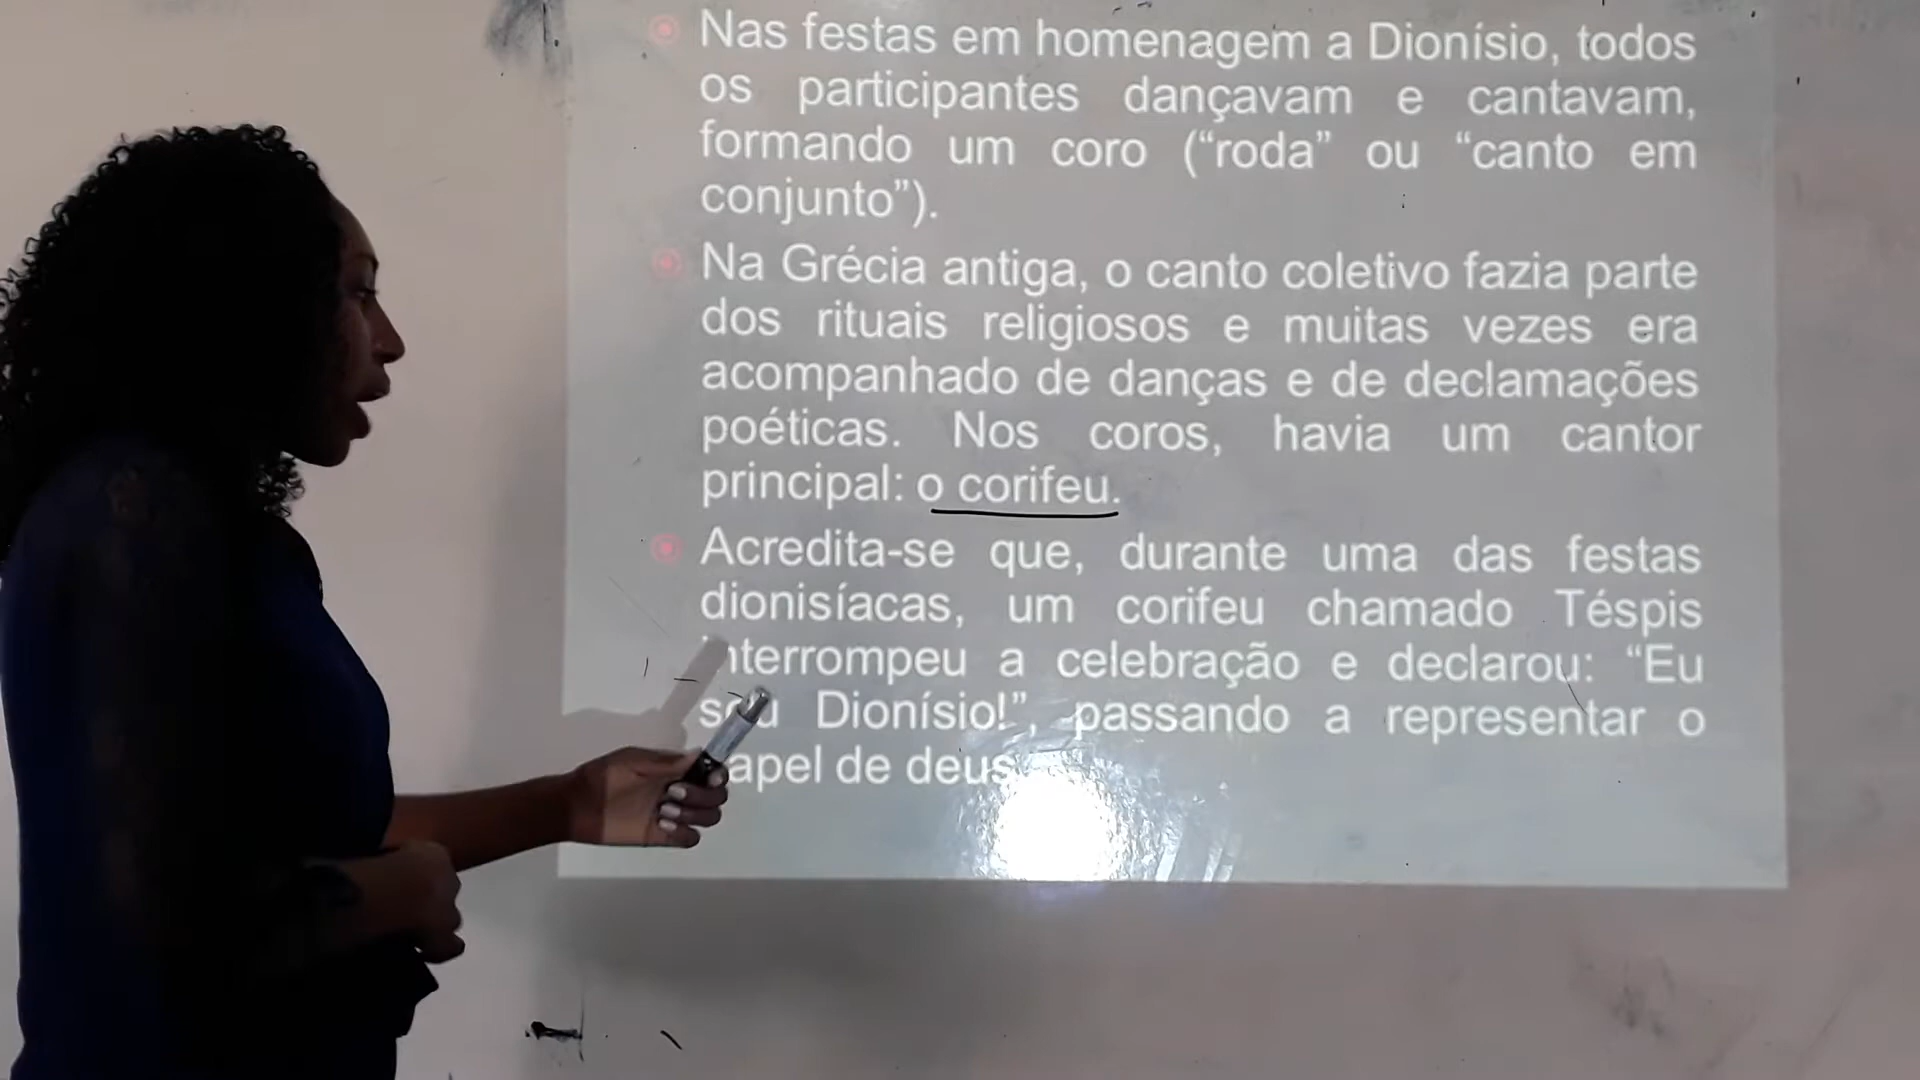 Nas festas em homenagem a Dionísio, todos
os participantes dançavam e cantavam,
formando um coro (“roda” ou “canto em
conjunto”).
Na Grécia antiga, o canto coletivo fazia parte
dos rituais religiosos e muitas vezes era
acompanhado de danças e de declamações
poéticas. Nos coros, havia um cantor
principal: o corifeu.
Acredita-se que, durante uma das festas
dionisíacas, um corifeu chamado Téspis
interrompeu a celebração e declarou: “Eu
sou Dionísio!”, passando a representar o
papel de deus